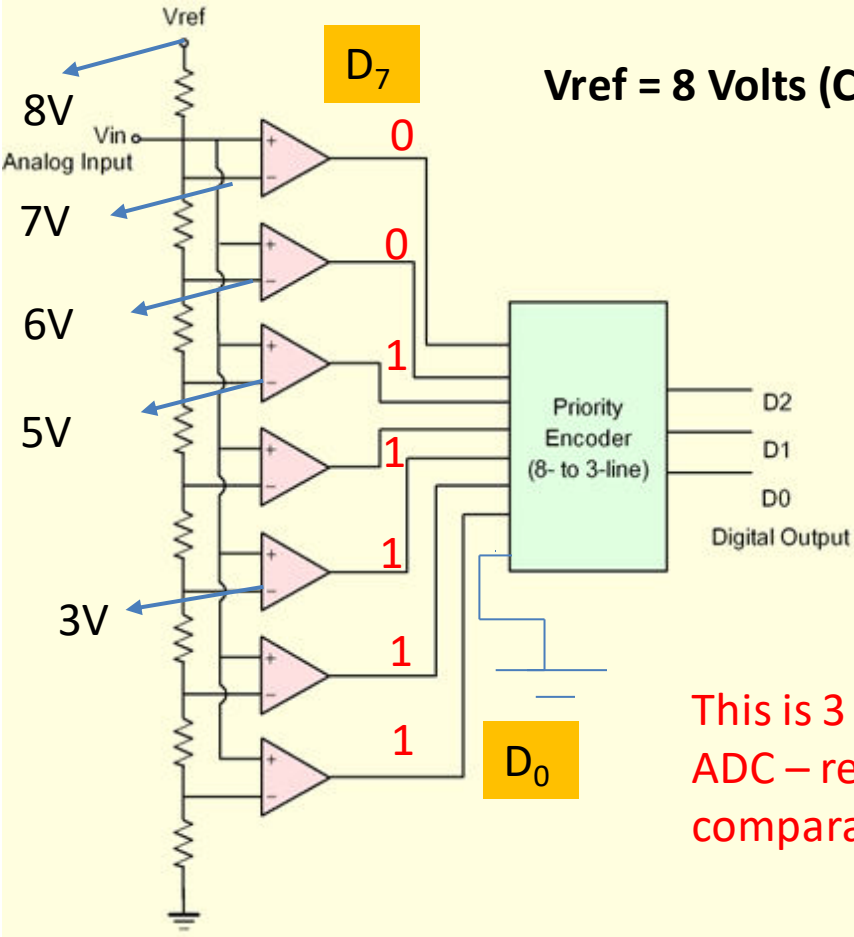 Vref
D₇
Vref = 8 Volts (C
8V
Vin
Analog Input
0
+
−
7V
0
+
−
6V
1
+
−
5V
1
+
−
Priority
Encoder
(8- to 3-line)
D2
D1
D0
Digital Output
1
+
−
3V
1
+
−
1
+
−
D₀
This is 3
ADC – re
compara